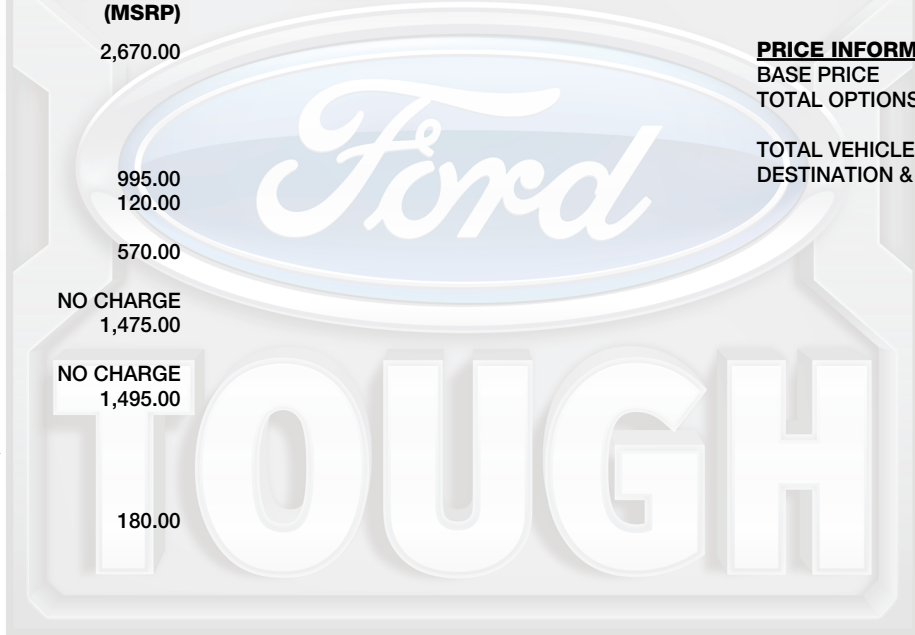 (MSRP)
2,670.00
995.00
120.00
570.00
NO CHARGE
1,475.00
NO CHARGE
1,495.00
180.00
PRICE INFORM
BASE PRICE
TOTAL OPTIONS
TOTAL VEHICLE
DESTINATION &
Ford
TOUGH